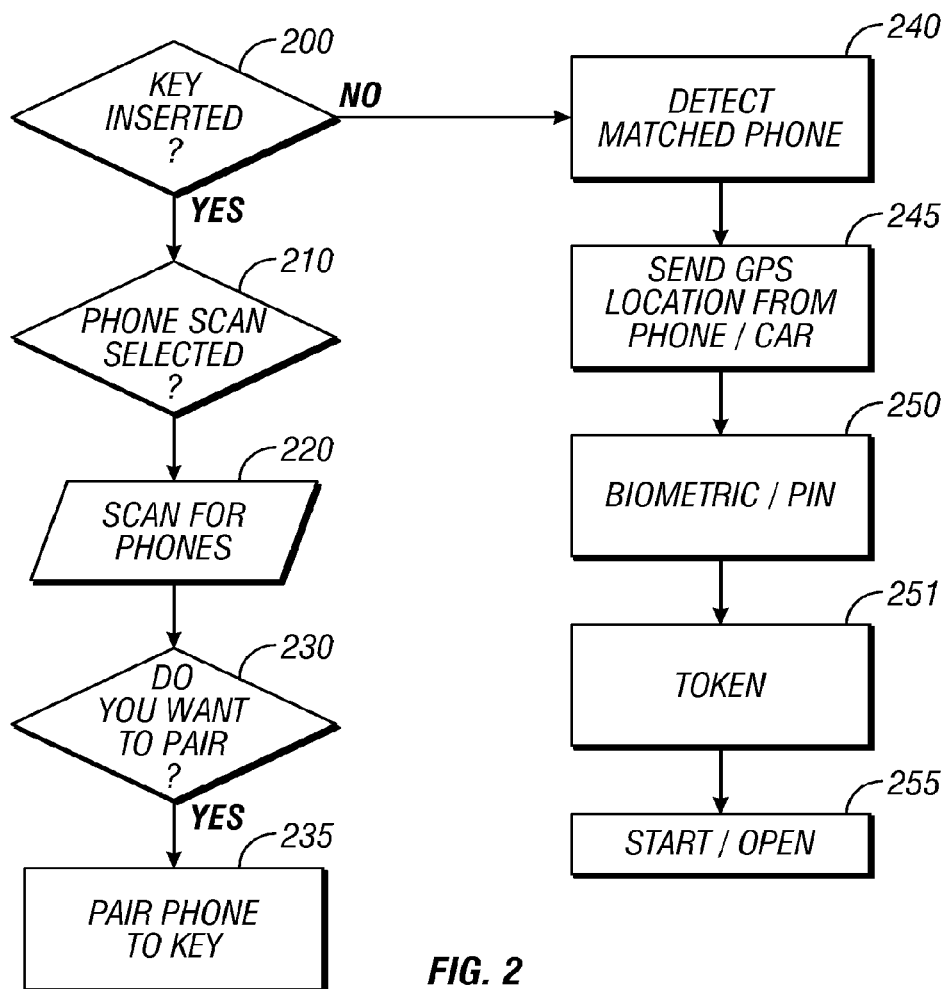 200
KEY
INSERTED
?
NO
YES
210
PHONE SCAN
SELECTED
?
220
SCAN FOR
PHONES
230
DO
YOU WANT
TO PAIR
?
YES
235
PAIR PHONE
TO KEY
240
DETECT
MATCHED PHONE
245
SEND GPS
LOCATION FROM
PHONE / CAR
250
BIOMETRIC / PIN
251
TOKEN
255
START / OPEN
FIG. 2